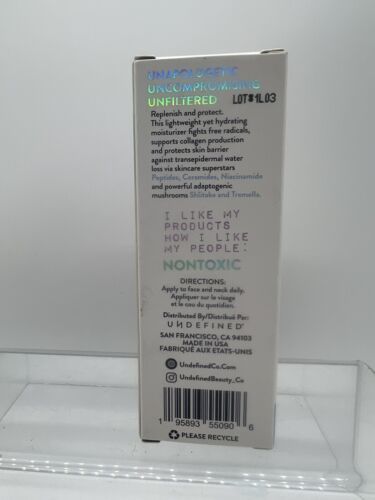 UNAPOLOGETIC
UNCOMPROMISING
UNFILTERED LOT#1L03
Replenish and protect.
This lightweight yet hydrating
moisturizer fights free radicals,
supports collagen production
and protects skin barrier
against transepidermal water
loss via skincare superstars
Peptides, Ceramides, Niacinamide
and powerful adaptogenic
mushrooms Shiitake and Tremella.
I LIKE MY
PRODUCTS
HOW I LIKE
MY PEOPLE:
NONTOXIC
DIRECTIONS:
Apply to face and neck daily.
Appliquer sur le visage
et le cou du quotidien.
Distributed By/Distribué Par:
UNDEFINED
SAN FRANCISCO, CA 94103
MADE IN USA
FABRIQUÉ AUX ETATS-UNIS
UndefinedCo.Com
UndefinedBeauty_Co
1 95893 55090 6
PLEASE RECYCLE